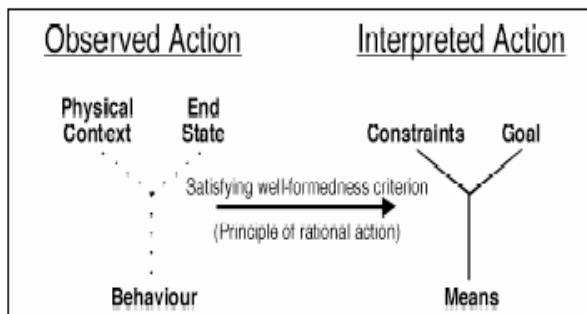 Observed Action
Interpreted Action
Physical
Context
End
State
Constraints
Goal
Satisfying well-formedness criterion
(Principle of rational action)
Behaviour
Means